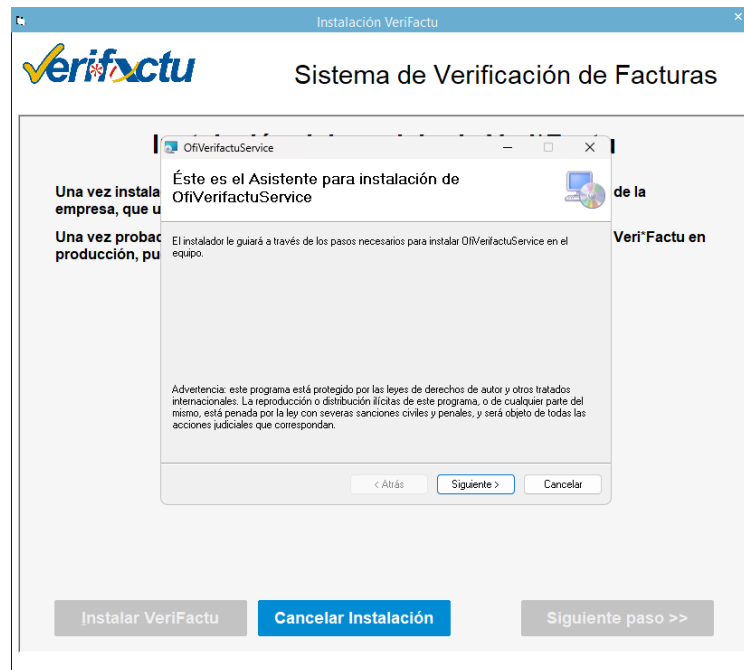 Instalación VeriFactu
Verifactu
Sistema de Verificación de Facturas
OfiVerifactuService
Éste es el Asistente para instalación de
OfiVerifactuService
Una vez instala
de la
empresa, que u
Una vez probad
Veri*Factu en
producción, pu
El instalador le guiará a través de los pasos necesarios para instalar OfiVerifactuService en el
equipo.
Advertencia: este programa está protegido por las leyes de derechos de autor y otros tratados
internacionales. La reproducción o distribución ilícitas de este programa, o de cualquier parte del
mismo, está penada por la ley con severas sanciones civiles y penales, y será objeto de todas las
acciones judiciales que correspondan.
< Atrás
Siguiente >
Cancelar
Instalar VeriFactu
Cancelar Instalación
Siguiente paso >>